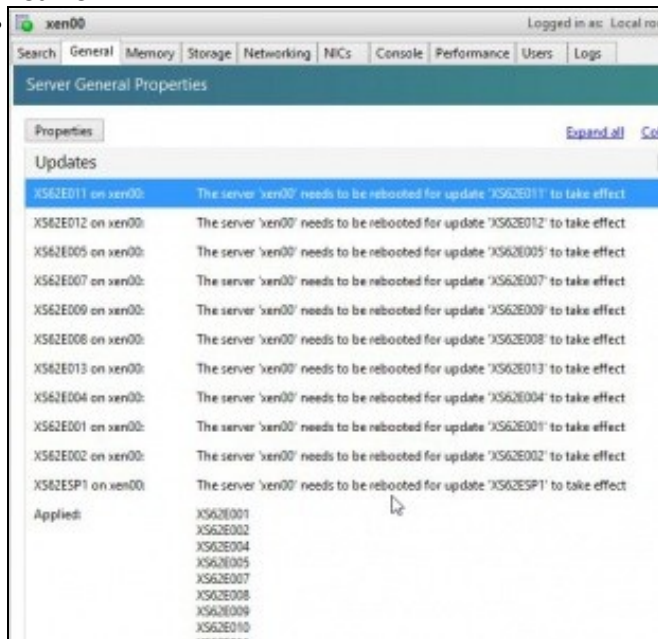 xen00
Logged in as: Local ro
Search General Memory Storage Networking NICs Console Performance Users Logs
Server General Properties
Properties
Expand all Co
Updates
XS62E011 on xen00: The server 'xen00' needs to be rebooted for update 'XS62E011' to take effect
XS62E012 on xen00: The server 'xen00' needs to be rebooted for update 'XS62E012' to take effect
XS62E005 on xen00: The server 'xen00' needs to be rebooted for update 'XS62E005' to take effect
XS62E007 on xen00: The server 'xen00' needs to be rebooted for update 'XS62E007' to take effect
XS62E009 on xen00: The server 'xen00' needs to be rebooted for update 'XS62E009' to take effect
XS62E008 on xen00: The server 'xen00' needs to be rebooted for update 'XS62E008' to take effect
XS62E013 on xen00: The server 'xen00' needs to be rebooted for update 'XS62E013' to take effect
XS62E004 on xen00: The server 'xen00' needs to be rebooted for update 'XS62E004' to take effect
XS62E001 on xen00: The server 'xen00' needs to be rebooted for update 'XS62E001' to take effect
XS62E002 on xen00: The server 'xen00' needs to be rebooted for update 'XS62E002' to take effect
XS62ESP1 on xen00: The server 'xen00' needs to be rebooted for update 'XS62ESP1' to take effect
Applied: XS62E001
XS62E002
XS62E004
XS62E005
XS62E007
XS62E008
XS62E009
XS62E010